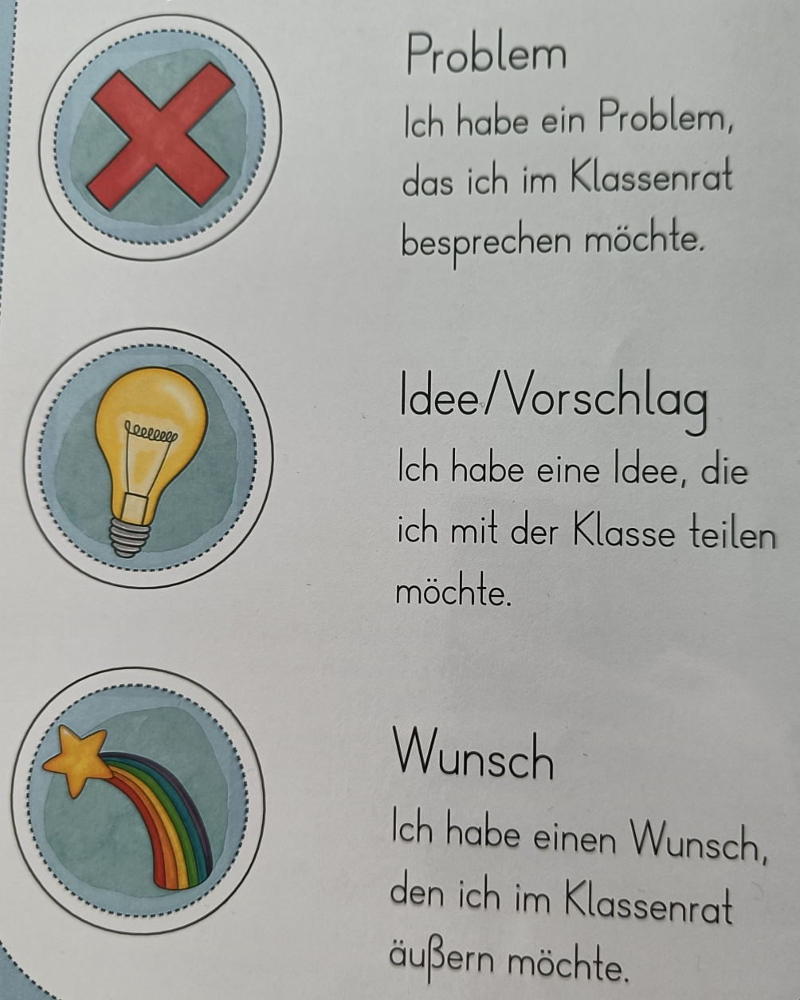 Problem
Ich habe ein Problem,
das ich im Klassenrat
besprechen möchte.
Idee/Vorschlag
Ich habe eine Idee, die
ich mit der Klasse teilen
möchte.
Wunsch
Ich habe einen Wunsch,
den ich im Klassenrat
äußern möchte.